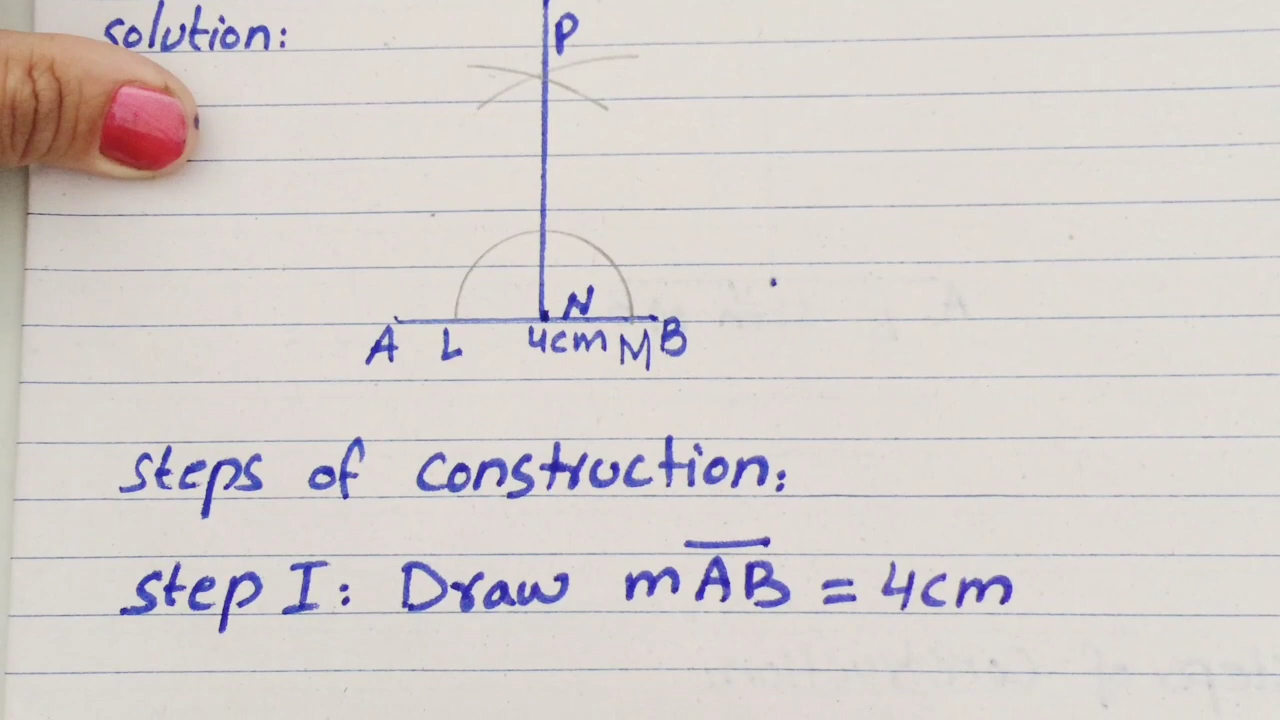 solution:
P
N
A L 4cm M B
steps of construction:
step I: Draw mAB = 4cm